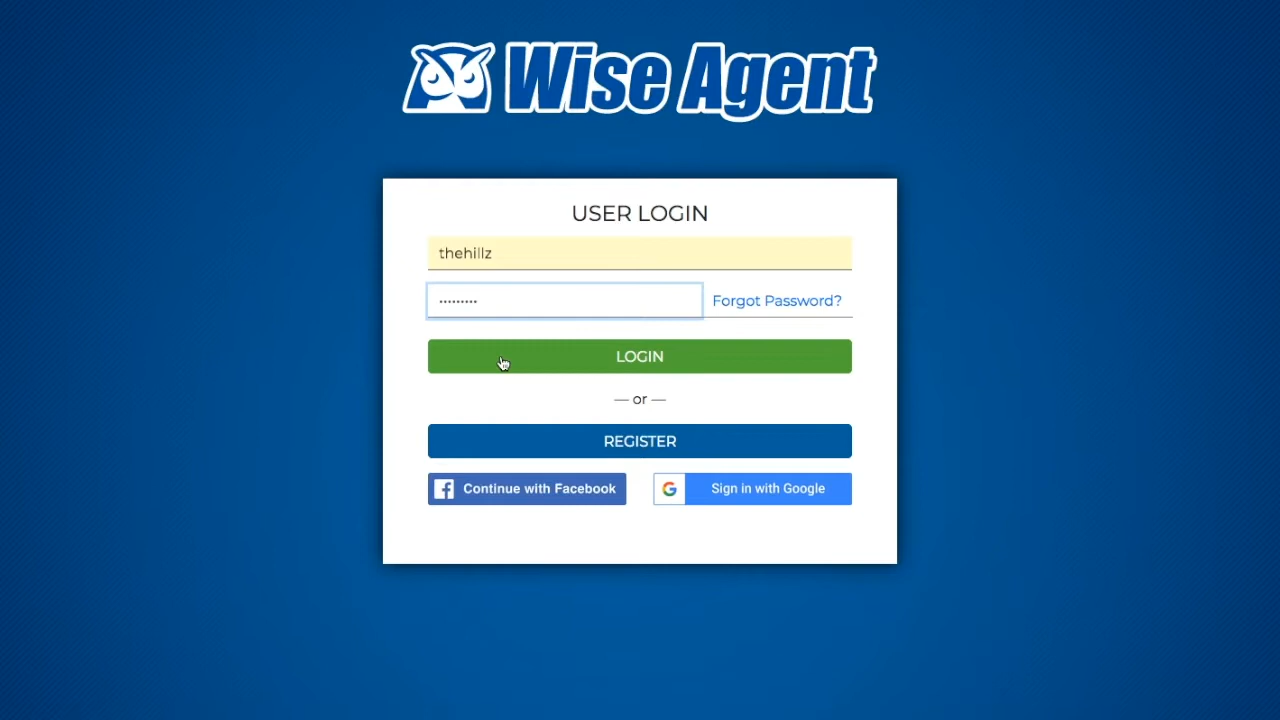 Wise Agent
USER LOGIN
thehillz
•••••••••
Forgot Password?
LOGIN
— or —
REGISTER
Continue with Facebook
Sign in with Google